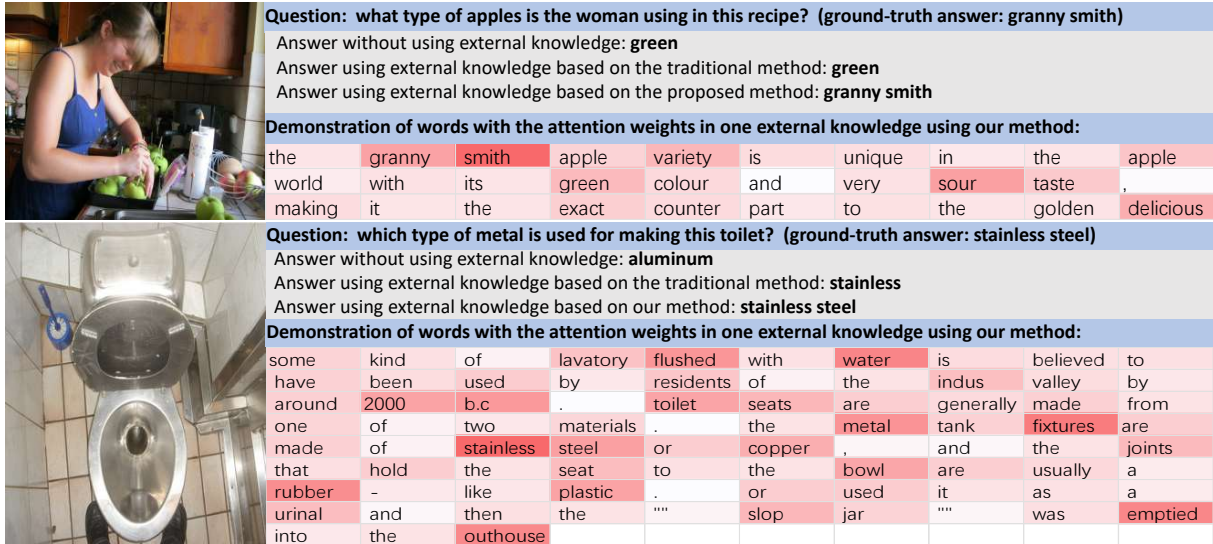 Question: what type of apples is the woman using in this recipe? (ground-truth answer: granny smith)
Answer without using external knowledge: green
Answer using external knowledge based on the traditional method: green
Answer using external knowledge based on the proposed method: granny smith
Demonstration of words with the attention weights in one external knowledge using our method:
the granny smith apple variety is unique in the apple
world with its green colour and very sour taste ,
making it the exact counter part to the golden delicious
Question: which type of metal is used for making this toilet? (ground-truth answer: stainless steel)
Answer without using external knowledge: aluminum
Answer using external knowledge based on the traditional method: stainless
Answer using external knowledge based on our method: stainless steel
Demonstration of words with the attention weights in one external knowledge using our method:
some kind of lavatory flushed with water is believed to
have been used by residents of the indus valley by
around 2000 b.c . toilet seats are generally made from
one of two materials . the metal tank fixtures are
made of stainless steel or copper , and the joints
that hold the seat to the bowl are usually a
rubber - like plastic . or used it as a
urinal and then the "" slop jar "" was emptied
into the outhouse